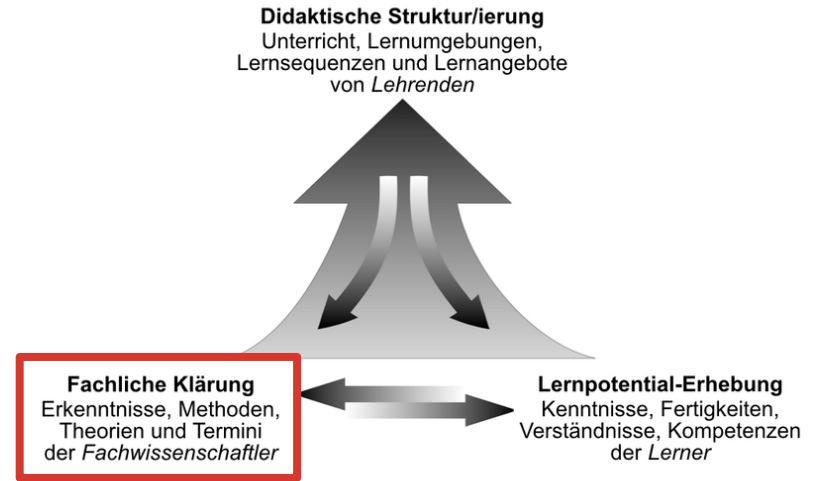 Didaktische Struktur/ierung
Unterricht, Lernumgebungen,
Lernsequenzen und Lernangebote
von Lehrenden
Fachliche Klärung
Erkenntnisse, Methoden,
Theorien und Termini
der Fachwissenschaftler
Lernpotential-Erhebung
Kenntnisse, Fertigkeiten,
Verständnisse, Kompetenzen
der Lerner